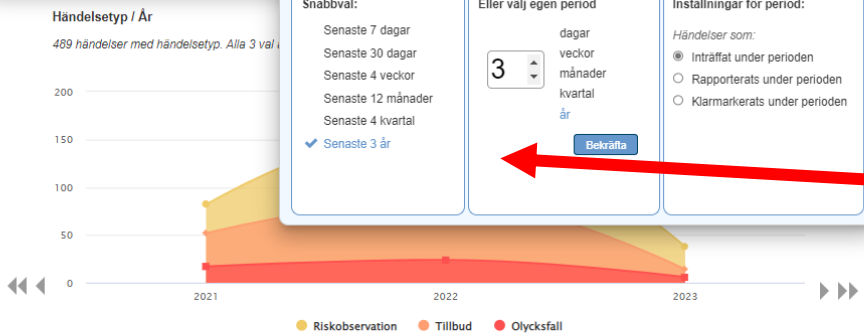 Händelsetyp / År
489 händelser med händelsetyp. Alla 3 val
200
150
100
50
0
2021
2022
2023
Riskobservation
Tillbud
Olycksfall
Snabbval:
Senaste 7 dagar
Senaste 30 dagar
Senaste 4 veckor
Senaste 12 månader
Senaste 4 kvartal
Senaste 3 år
Eller välj egen period
3
dagar
veckor
månader
kvartal
år
Bekräfta
Inställningar för period:
Händelser som:
Inträffat under perioden
Rapporterats under perioden
Klarmarkerats under perioden